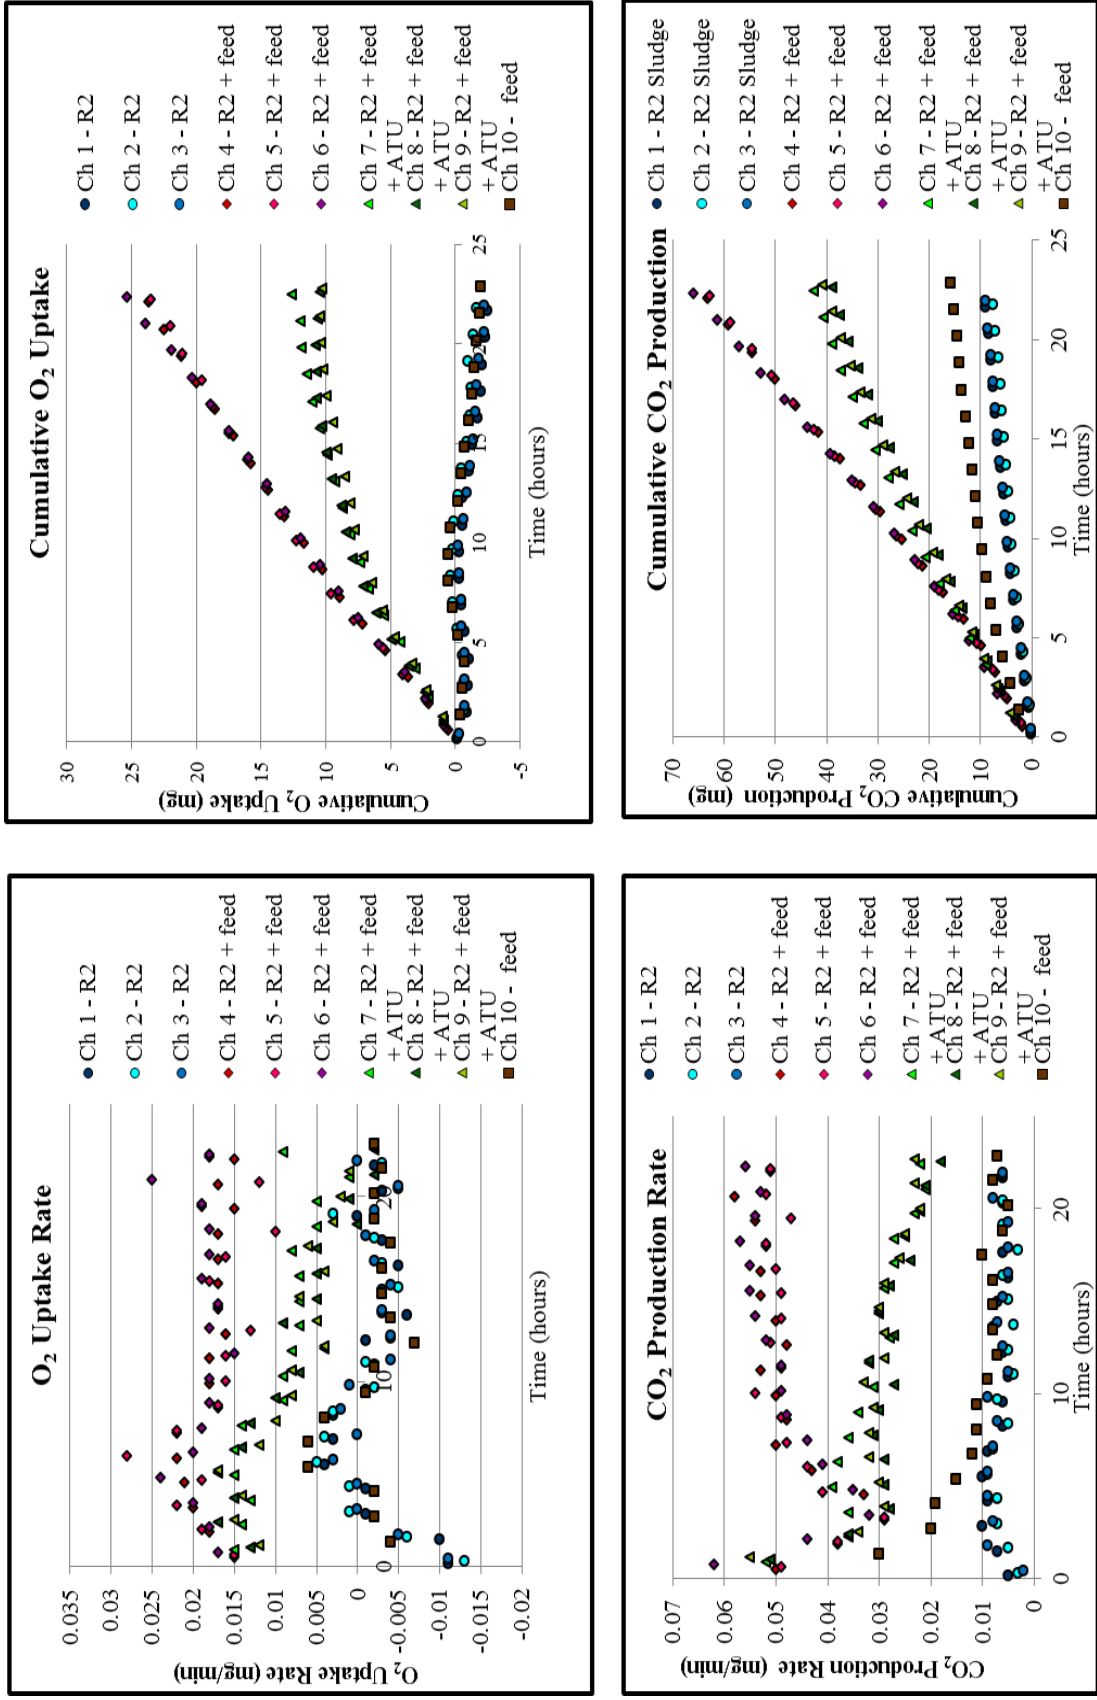 O2 Uptake Rate
O2 Uptake Rate (mg/min)
0.035
0.03
0.025
0.02
0.015
0.01
0.005
0
-0.005
-0.01
-0.015
0
10
20
Time (hours)
Ch 1 - R2
Ch 2 - R2
Ch 3 - R2
Ch 4 - R2 + feed
Ch 5 - R2 + feed
Ch 6 - R2 + feed
Ch 7 - R2 + feed
+ ATU
Ch 8 - R2 + feed
+ ATU
Ch 9 - R2 + feed
+ ATU
Ch 10 - feed
Cumulative O2 Uptake
Cumulative O2 Uptake (mg)
30
25
20
15
10
5
0
-5
0
5
10
15
20
25
Time (hours)
Ch 1 - R2
Ch 2 - R2
Ch 3 - R2
Ch 4 - R2 + feed
Ch 5 - R2 + feed
Ch 6 - R2 + feed
Ch 7 - R2 + feed
+ ATU
Ch 8 - R2 + feed
+ ATU
Ch 9 - R2 + feed
+ ATU
Ch 10 - feed
CO2 Production Rate
CO2 Production Rate (mg/min)
0.07
0.06
0.05
0.04
0.03
0.02
0.01
0
0
10
20
Time (hours)
Ch 1 - R2
Ch 2 - R2
Ch 3 - R2
Ch 4 - R2 + feed
Ch 5 - R2 + feed
Ch 6 - R2 + feed
Ch 7 - R2 + feed
+ ATU
Ch 8 - R2 + feed
+ ATU
Ch 9 - R2 + feed
+ ATU
Ch 10 - feed
Cumulative CO2 Production
Cumulative CO2 Production (mg)
70
60
50
40
30
20
10
0
0
5
10
15
20
25
Time (hours)
Ch 1 - R2 Sludge
Ch 2 - R2 Sludge
Ch 3 - R2 Sludge
Ch 4 - R2 + feed
Ch 5 - R2 + feed
Ch 6 - R2 + feed
Ch 7 - R2 + feed
+ ATU
Ch 8 - R2 + feed
+ ATU
Ch 9 - R2 + feed
+ ATU
Ch 10 - feed